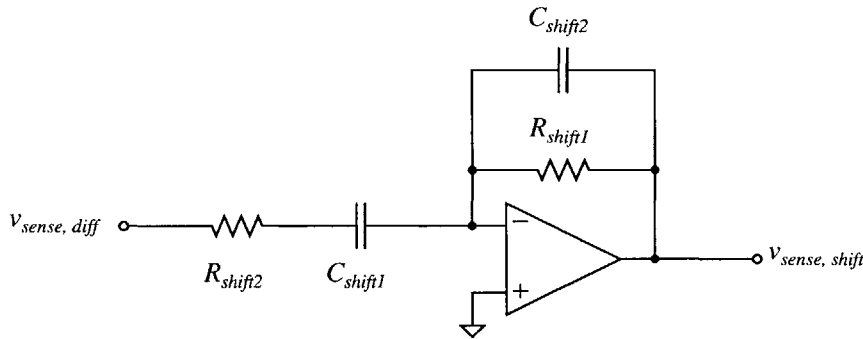 C_shift2
R_shift1
v_sense, diff
R_shift2
C_shift1
−
+
v_sense, shift